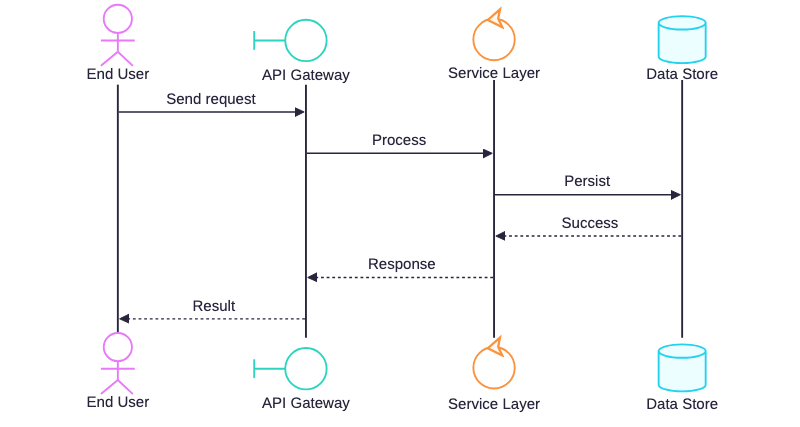 End User
API Gateway
Service Layer
Data Store
Send request
Process
Persist
Success
Response
Result
End User
API Gateway
Service Layer
Data Store